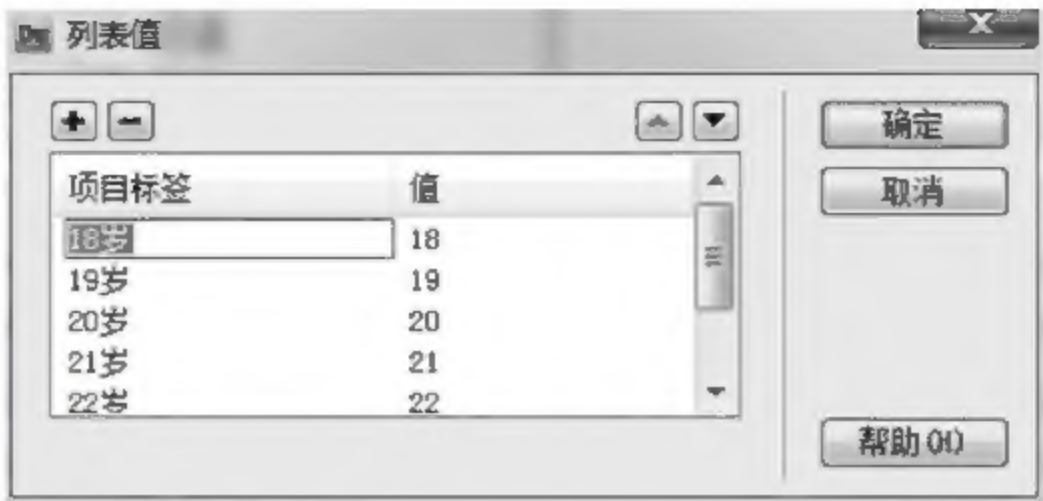 Dw 列表值
项目标签 值
18岁 18
19岁 19
20岁 20
21岁 21
22岁 22
确定
取消
帮助(H)